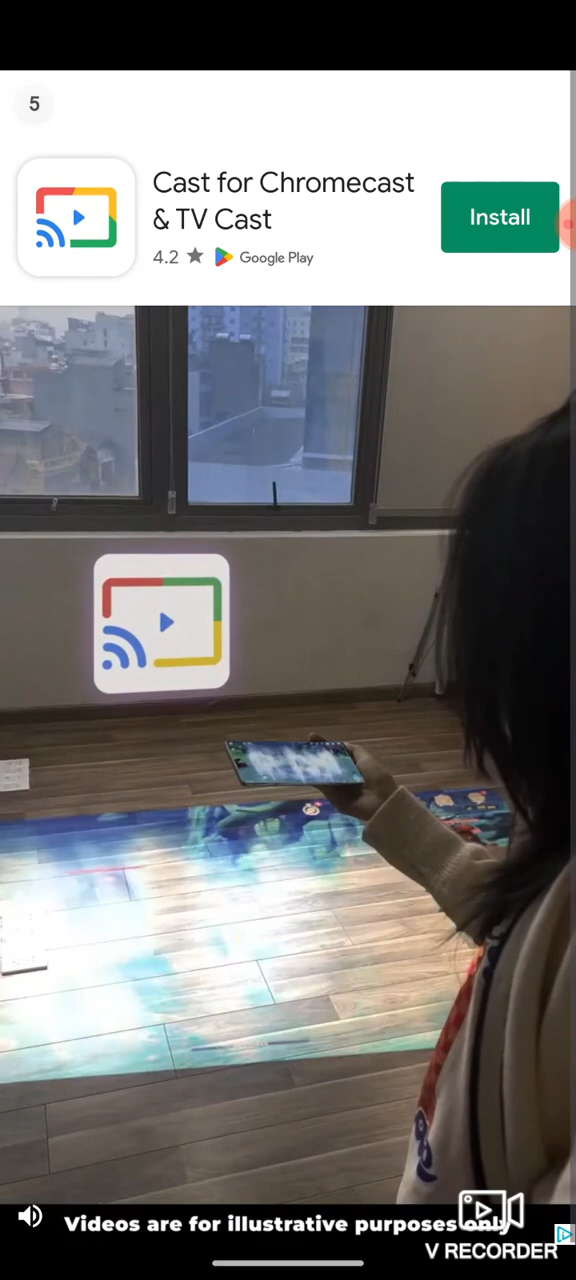 5
Cast for Chromecast
& TV Cast
Install
4.2 ★ Google Play
Videos are for illustrative purposes only
V RECORDER